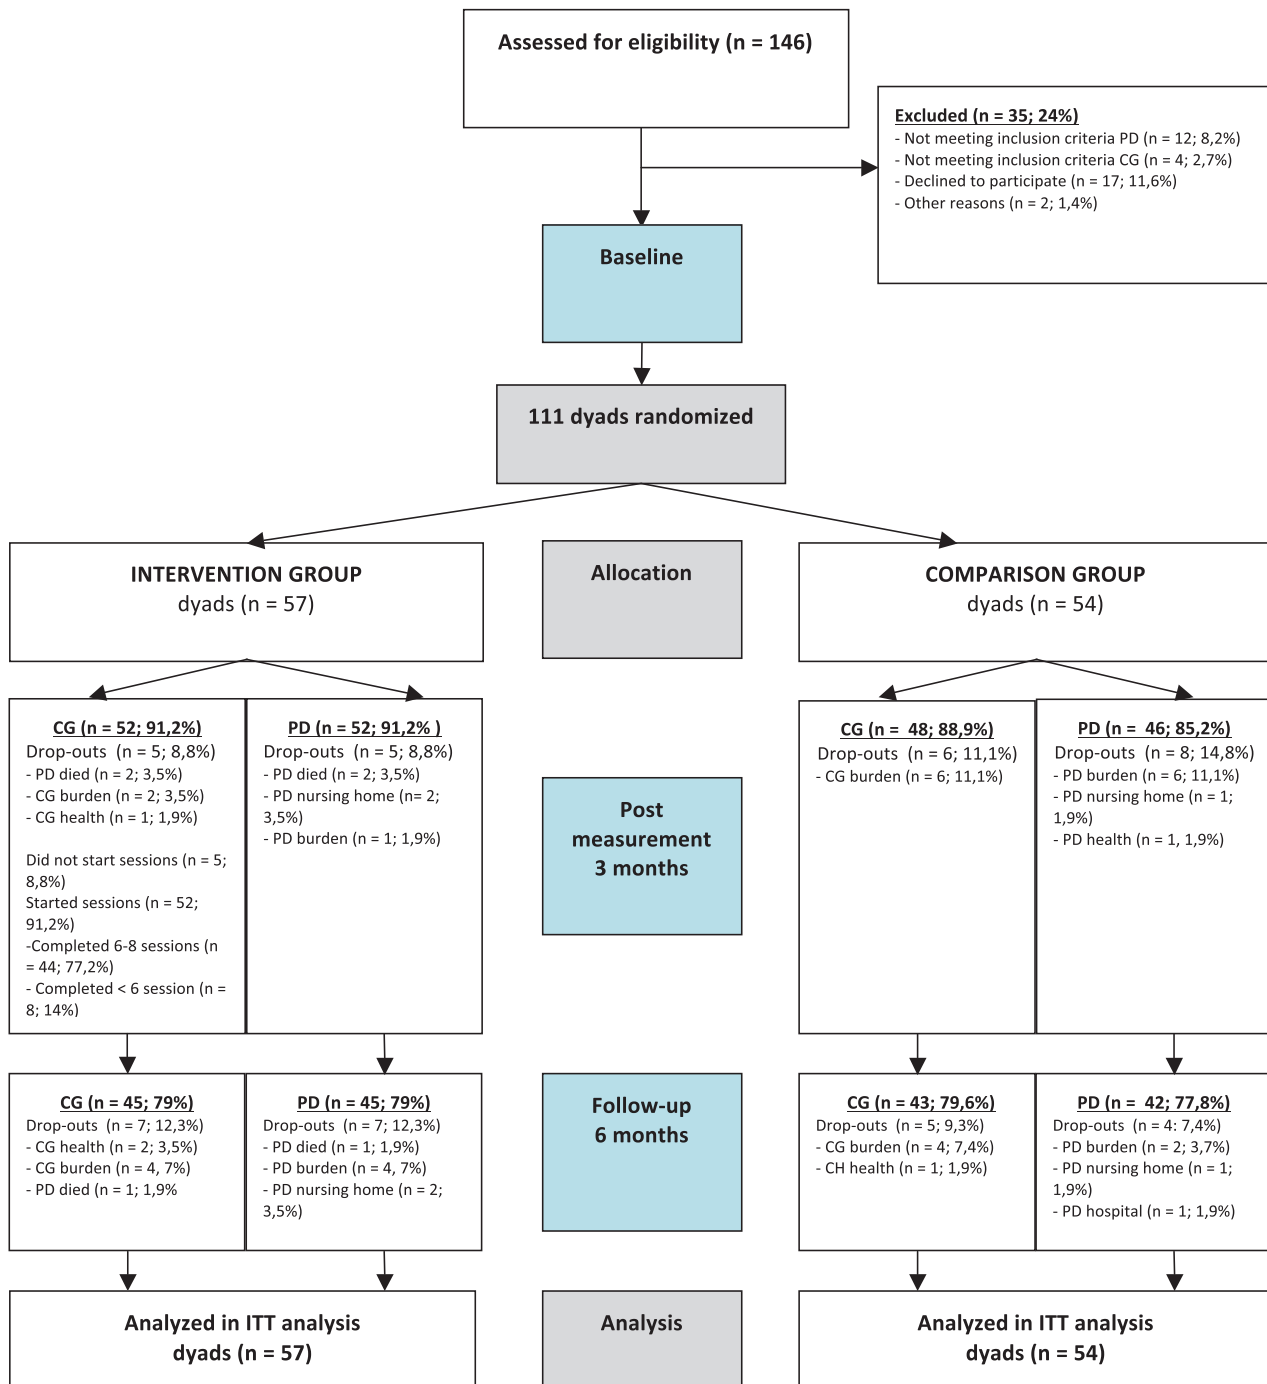 Assessed for eligibility (n = 146)
Excluded (n = 35; 24%)
- Not meeting inclusion criteria PD (n = 12; 8,2%)
- Not meeting inclusion criteria CG (n = 4; 2,7%)
- Declined to participate (n = 17; 11,6%)
- Other reasons (n = 2; 1,4%)
Baseline
111 dyads randomized
INTERVENTION GROUP
dyads (n = 57)
Allocation
COMPARISON GROUP
dyads (n = 54)
CG (n = 52; 91,2%)
Drop-outs (n = 5; 8,8%)
- PD died (n = 2; 3,5%)
- CG burden (n = 2; 3,5%)
- CG health (n = 1; 1,9%)
Did not start sessions (n = 5;
8,8%)
Started sessions (n = 52;
91,2%)
-Completed 6-8 sessions (n
= 44; 77,2%)
- Completed < 6 session (n =
8; 14%)
PD (n = 52; 91,2% )
Drop-outs (n = 5; 8,8%)
- PD died (n = 2; 3,5%)
- PD nursing home (n= 2;
3,5%)
- PD burden (n = 1; 1,9%)
Post
measurement
3 months
CG (n = 48; 88,9%)
Drop-outs (n = 6; 11,1%)
- CG burden (n = 6; 11,1%)
PD (n = 46; 85,2%)
Drop-outs (n = 8; 14,8%)
- PD burden (n = 6; 11,1%)
- PD nursing home (n = 1;
1,9%)
- PD health (n = 1, 1,9%)
CG (n = 45; 79%)
Drop-outs (n = 7; 12,3%)
- CG health (n = 2; 3,5%)
- CG burden (n = 4, 7%)
- PD died (n = 1; 1,9%
PD (n = 45; 79%)
Drop-outs (n = 7; 12,3%)
- PD died (n = 1; 1,9%)
- PD burden (n = 4, 7%)
- PD nursing home (n = 2;
3,5%)
Follow-up
6 months
CG (n = 43; 79,6%)
Drop-outs (n = 5; 9,3%)
- CG burden (n = 4; 7,4%)
- CH health (n = 1; 1,9%)
PD (n = 42; 77,8%)
Drop-outs (n = 4: 7,4%)
- PD burden (n = 2; 3,7%)
- PD nursing home (n = 1;
1,9%)
- PD hospital (n = 1; 1,9%)
Analyzed in ITT analysis
dyads (n = 57)
Analysis
Analyzed in ITT analysis
dyads (n = 54)